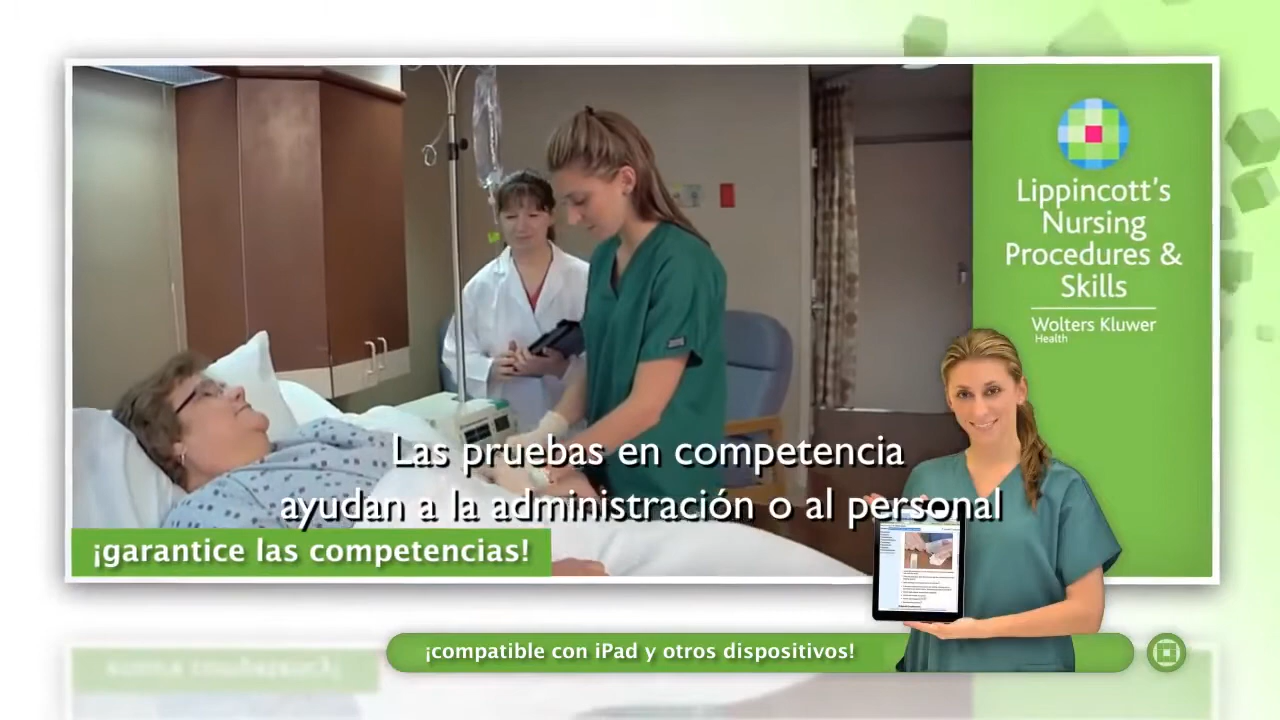 Lippincott's
Nursing
Procedures &
Skills
Wolters Kluwer
Health
Las pruebas en competencia
ayudan a la administración o al personal
¡garantice las competencias!
¡compatible con iPad y otros dispositivos!